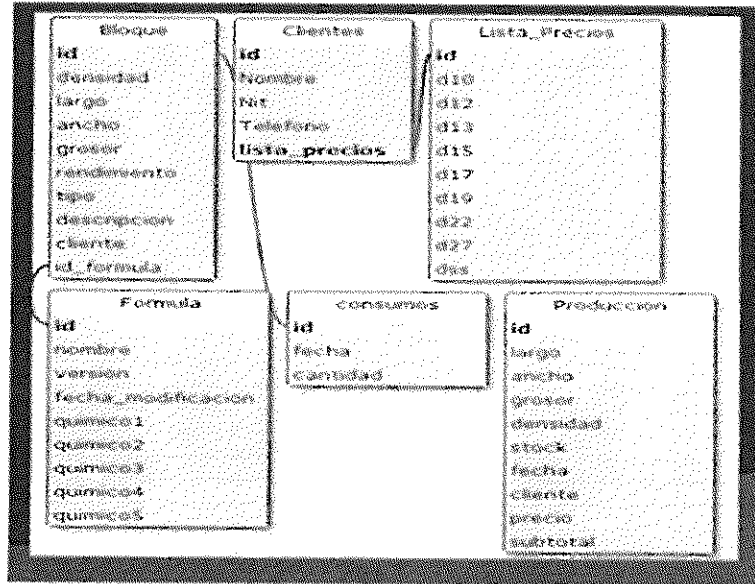 Bloque
id
densidad
largo
ancho
grosor
rendimiento
tipo
descripcion
cliente
id_formula
Clientes
id
Nombre
Nit
Telefono
lista_precios
Lista_Precios
id
d10
d12
d13
d15
d17
d19
d22
d27
dss
Formula
id
nombre
version
fecha_modificacion
quimico1
quimico2
quimico3
quimico4
quimico5
consumos
id
fecha
cantidad
Produccion
id
largo
ancho
grosor
densidad
stock
fecha
cliente
precio
subtotal